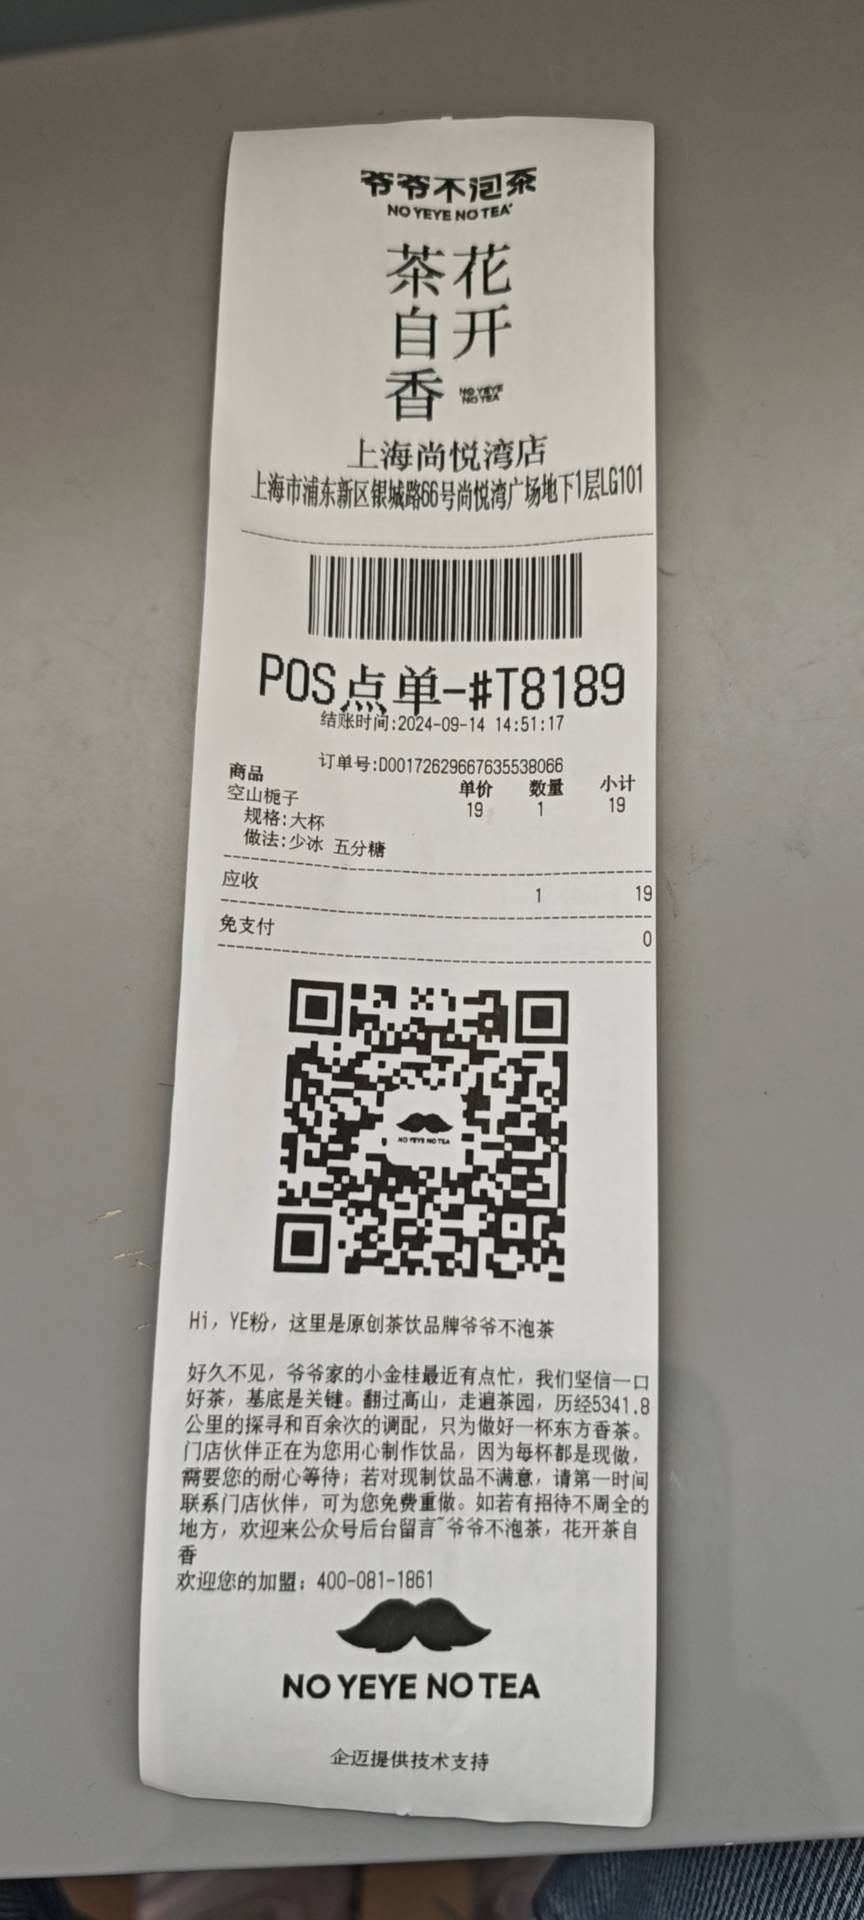 爷爷不泡茶
NO YEYE NO TEA
花开
茶自香
NO YEYE
NO TEA
上海尚悦湾店
上海市浦东新区银城路66号尚悦湾广场地下1层LG101
POS点单-#T8189
结账时间:2024-09-14 14:51:17
订单号:D00172629667635538066
商品 单价 数量 小计
空山栀子 19 1 19
规格:大杯
做法:少冰 五分糖
应收 1 19
免支付 0
NO YEYE NO TEA
Hi，YE粉，这里是原创茶饮品牌爷爷不泡茶
好久不见，爷爷家的小金桂最近有点忙，我们坚信一口
好茶，基底是关键。翻过高山，走遍茶园，历经5341.8
公里的探寻和百余次的调配，只为做好一杯东方香茶。
门店伙伴正在为您用心制作饮品，因为每杯都是现做，
需要您的耐心等待；若对现制饮品不满意，请第一时间
联系门店伙伴，可为您免费重做。如若有招待不周全的
地方，欢迎来公众号后台留言~爷爷不泡茶，花开茶自
香
欢迎您的加盟：400-081-1861
NO YEYE NO TEA
企迈提供技术支持